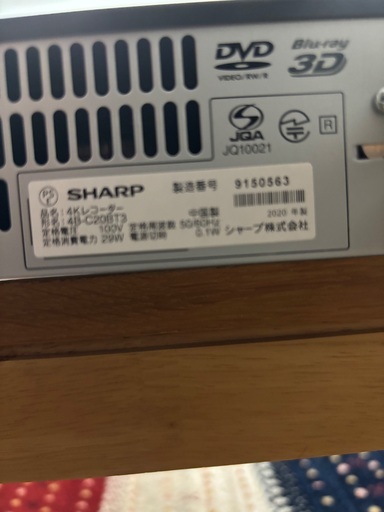 DVD
VIDEO/RW/R
Blu-ray
3D
JQA
JQ10021
R
PS
SHARP
製造番号 9150563
品名:4Kレコーダー
形名:4B-C20BT3 中国製 2020 年製
定格電圧 100V 定格周波数 50/60Hz
定格消費電力 29W 電源切時 0.1W シャープ株式会社